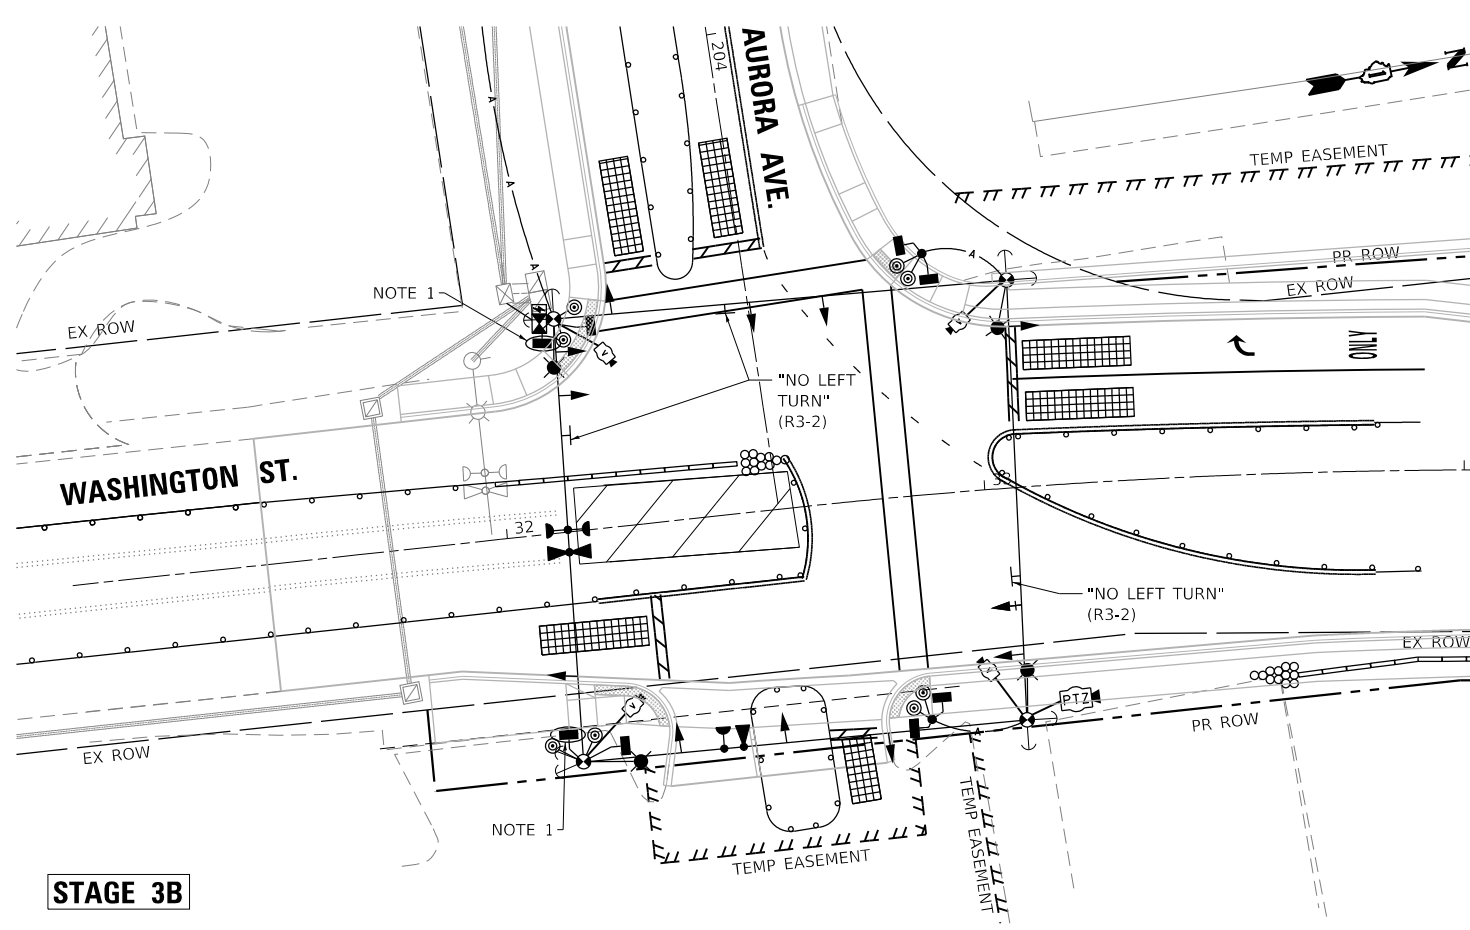 AURORA AVE.
204
N
TEMP EASEMENT
PR ROW
EX ROW
A
A
A
A
NOTE 1
EX ROW
V
V
ONLY
"NO LEFT
TURN"
(R3-2)
WASHINGTON ST.
32
"NO LEFT TURN"
(R3-2)
EX ROW
V
V
PTZ
PR ROW
EX ROW
A
NOTE 1
TEMP EASEMENT
TEMP EASEMENT
STAGE 3B